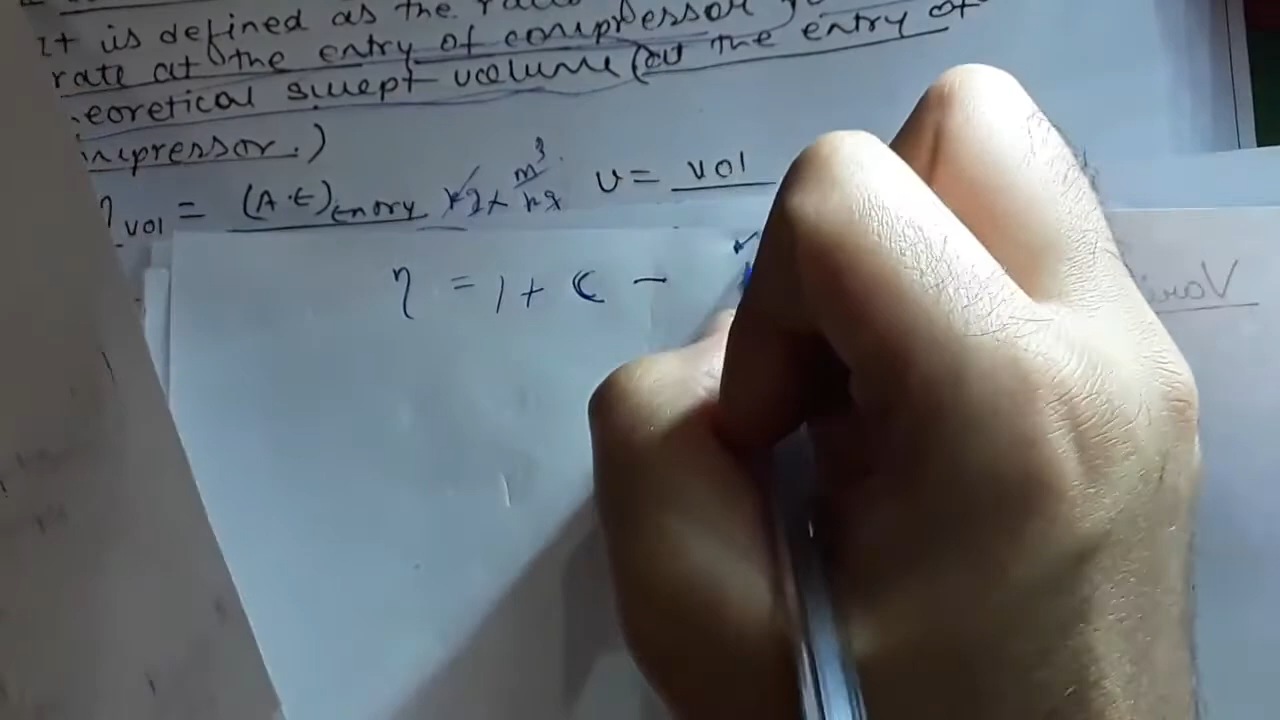 It is defined as the
rate at the entry of compressor
eoretical swept volume (at the entry of
mpressor.)
η vol = (A.E)entry kg x m³/kg v = vol
η = 1 + C -